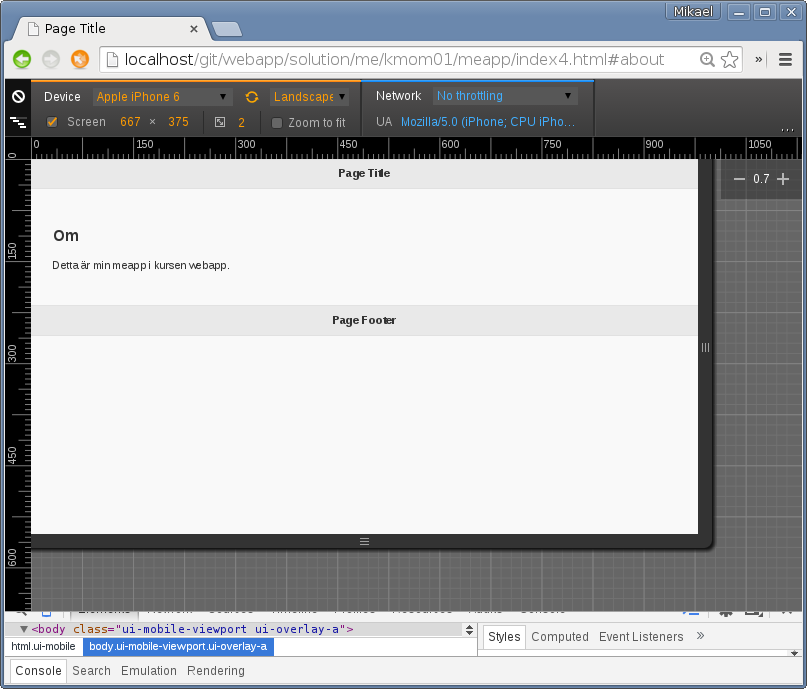 Mikael
Page Title
localhost/git/webapp/solution/me/kmom01/meapp/index4.html#about
Device Apple iPhone 6 Landscape Network No throttling
Screen 667 × 375 2 Zoom to fit UA Mozilla/5.0 (iPhone; CPU iPho…
0 150 300 450 600 750 900 1050
0
150
300
450
600
0.7
Page Title
Om
Detta är min meapp i kursen webapp.
Page Footer
<body class="ui-mobile-viewport ui-overlay-a">
html.ui-mobile body.ui-mobile-viewport.ui-overlay-a
Styles Computed Event Listeners »
Console Search Emulation Rendering